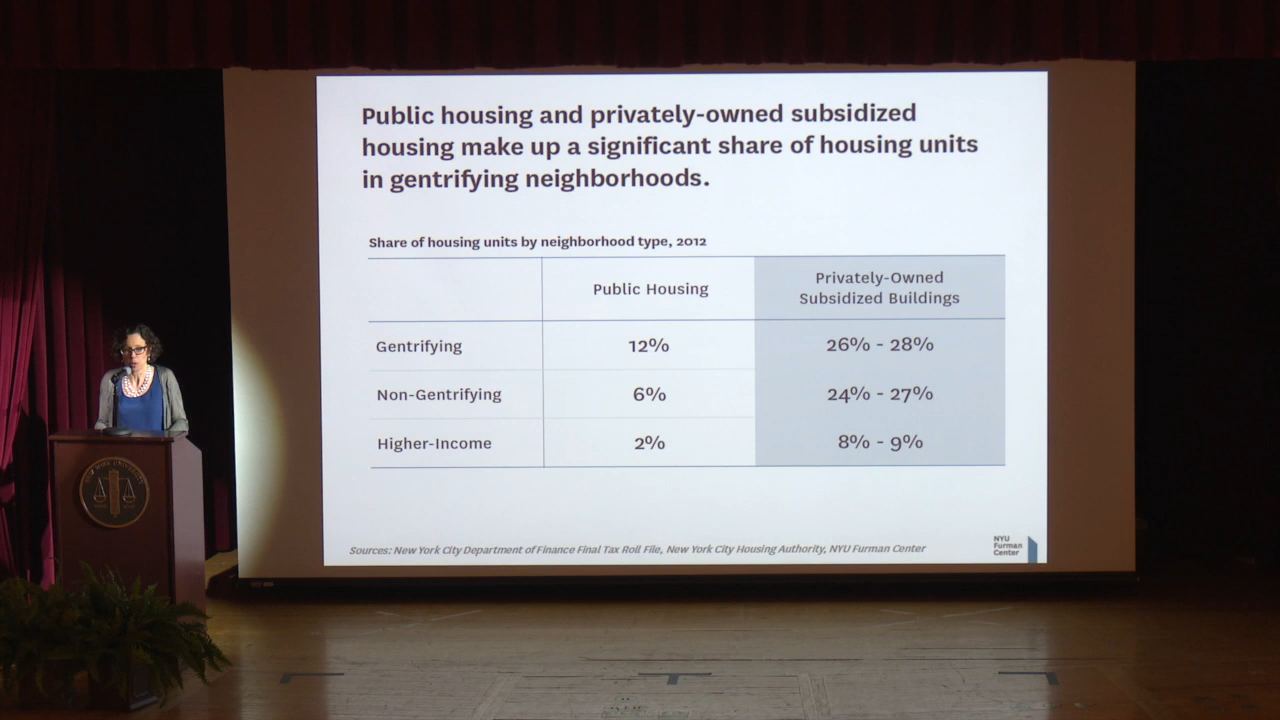 Public housing and privately-owned subsidized
housing make up a significant share of housing units
in gentrifying neighborhoods.
Share of housing units by neighborhood type, 2012
Public Housing
Privately-Owned
Subsidized Buildings
Gentrifying 12% 26% - 28%
Non-Gentrifying 6% 24% - 27%
Higher-Income 2% 8% - 9%
Sources: New York City Department of Finance Final Tax Roll File, New York City Housing Authority, NYU Furman Center
NYU
Furman
Center
NEW YORK UNIVERSITY